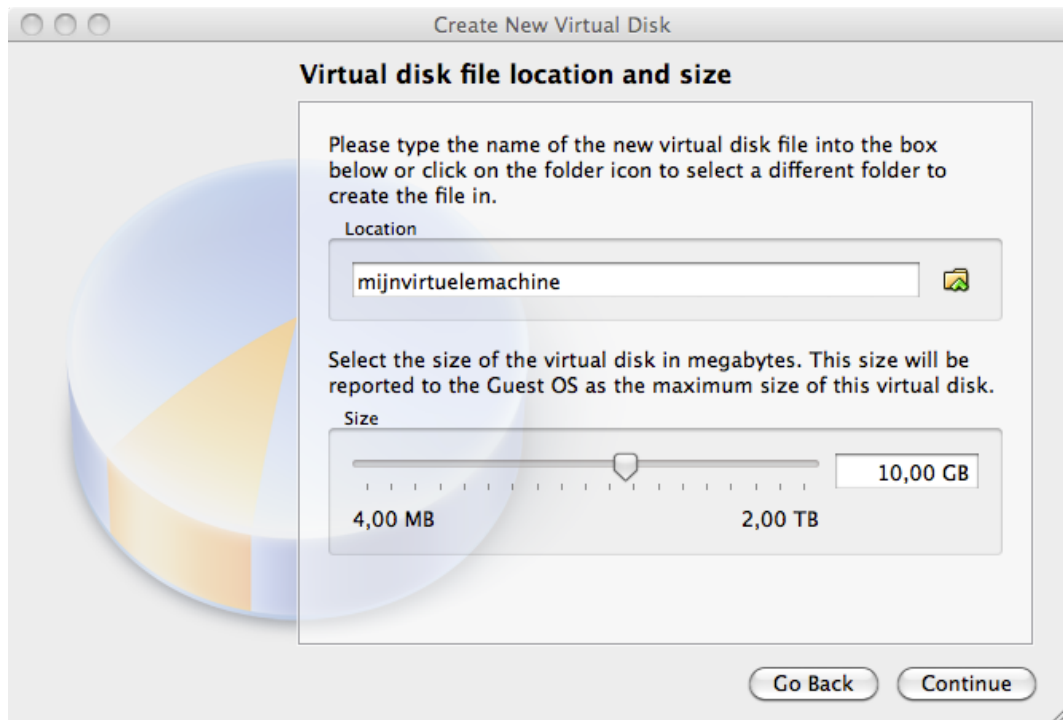 Create New Virtual Disk
Virtual disk file location and size
Please type the name of the new virtual disk file into the box
below or click on the folder icon to select a different folder to
create the file in.
Location
mijnvirtuelemachine
Select the size of the virtual disk in megabytes. This size will be
reported to the Guest OS as the maximum size of this virtual disk.
Size
10,00 GB
4,00 MB 2,00 TB
Go Back Continue